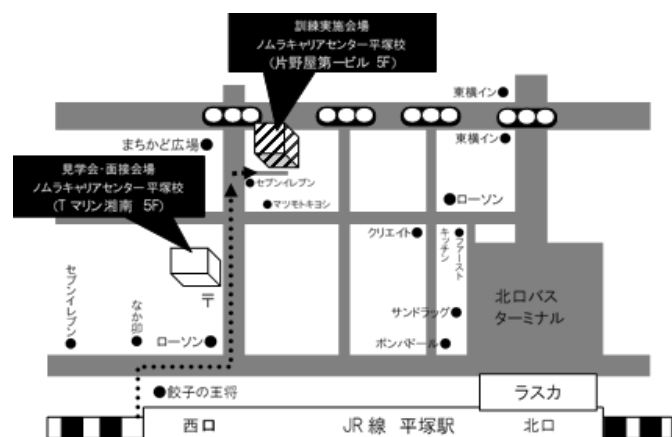 訓練実施会場
ノムラキャリアセンター平塚校
(片野屋第一ビル 5F)
東横イン
まちかど広場
東横イン
見学会・面接会場
ノムラキャリアセンター平塚校
(Tマリン湘南 5F)
セブンイレブン
マツモトキヨシ
ローソン
クリエイト
ファースト
キッチン
セブンイレブン
なか卯
〒
北口バス
ターミナル
サンドラッグ
ローソン
ポンパドール
餃子の王将
ラスカ
西口
JR線 平塚駅
北口